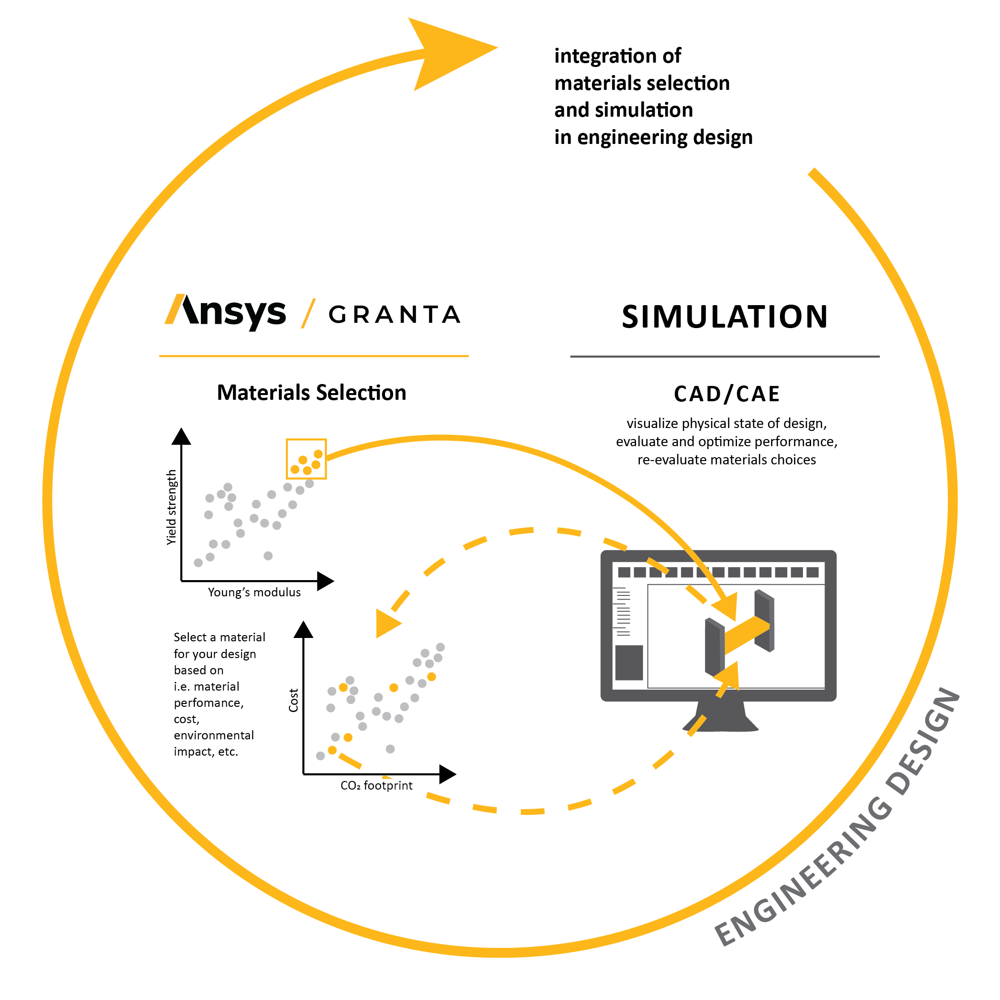 integration of
materials selection
and simulation
in engineering design
Ansys / GRANTA
Materials Selection
Yield strength
Young’s modulus
Select a material
for your design
based on
i.e. material
perfomance,
cost,
environmental
impact, etc.
Cost
CO₂ footprint
SIMULATION
CAD/CAE
visualize physical state of design,
evaluate and optimize performance,
re-evaluate materials choices
ENGINEERING DESIGN